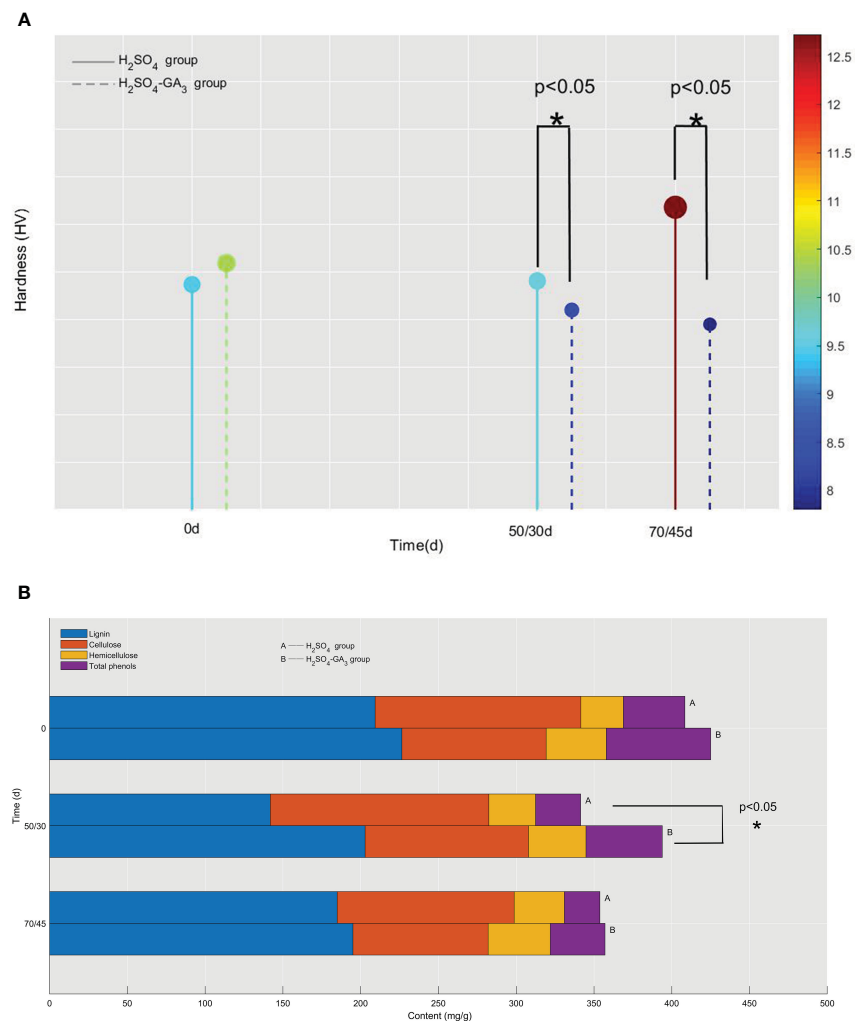 A
H2SO4 group
H2SO4-GA3 group
p<0.05
*
p<0.05
*
Hardness (HV)
0d
50/30d
70/45d
Time(d)
12.5
12
11.5
11
10.5
10
9.5
9
8.5
8
B
Lignin
Cellulose
Hemicellulose
Total phenols
A —— H2SO4 group
B —— H2SO4-GA3 group
A
0
B
Time (d)
A
p<0.05
50/30
*
B
A
70/45
B
0
50
100
150
200
250
300
350
400
450
500
Content (mg/g)